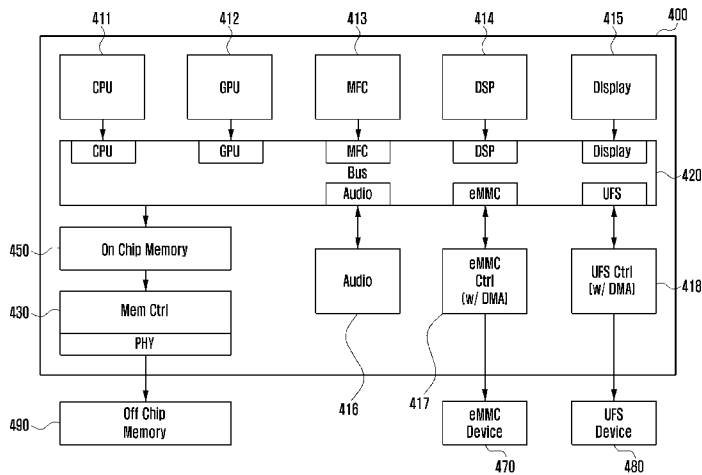 411 412 413 414 415 400
CPU GPU MFC DSP Display
CPU GPU MFC DSP Display
Bus
420
Audio eMMC UFS
450
On Chip Memory
430
Mem Ctrl
PHY
Audio
eMMC
Ctrl
(w/ DMA)
UFS Ctrl
(w/ DMA)
418
416
417
490
Off Chip
Memory
eMMC
Device
UFS
Device
470
480